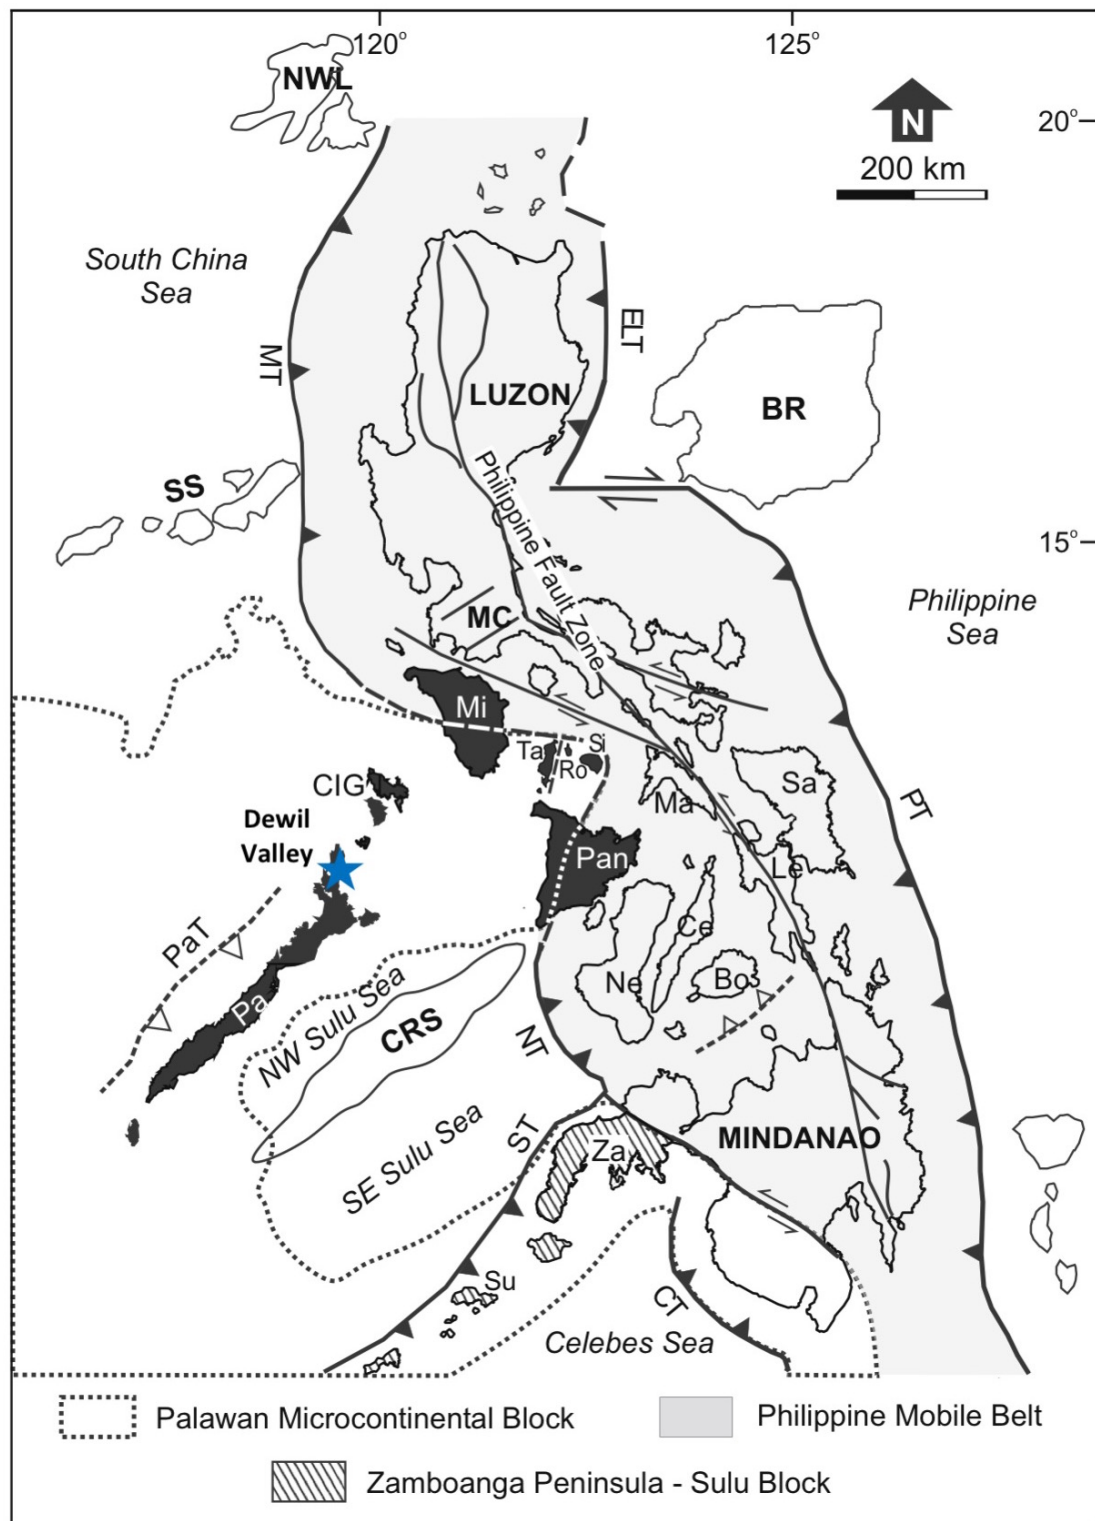 120°
125°
NWL
N
20°
200 km
South China
Sea
MT
ELT
LUZON
BR
SS
Philippine Fault Zone
15°
MC
Philippine
Sea
Mi
Ta
Ro
Si
CIG
Ma
Sa
PT
Dewil
Valley
Pan
Le
PaT
Ce
Pa
NW Sulu Sea
CRS
Ne
Bo
NT
ST
SE Sulu Sea
Za
MINDANAO
Su
CT
Celebes Sea
Palawan Microcontinental Block
Philippine Mobile Belt
Zamboanga Peninsula - Sulu Block